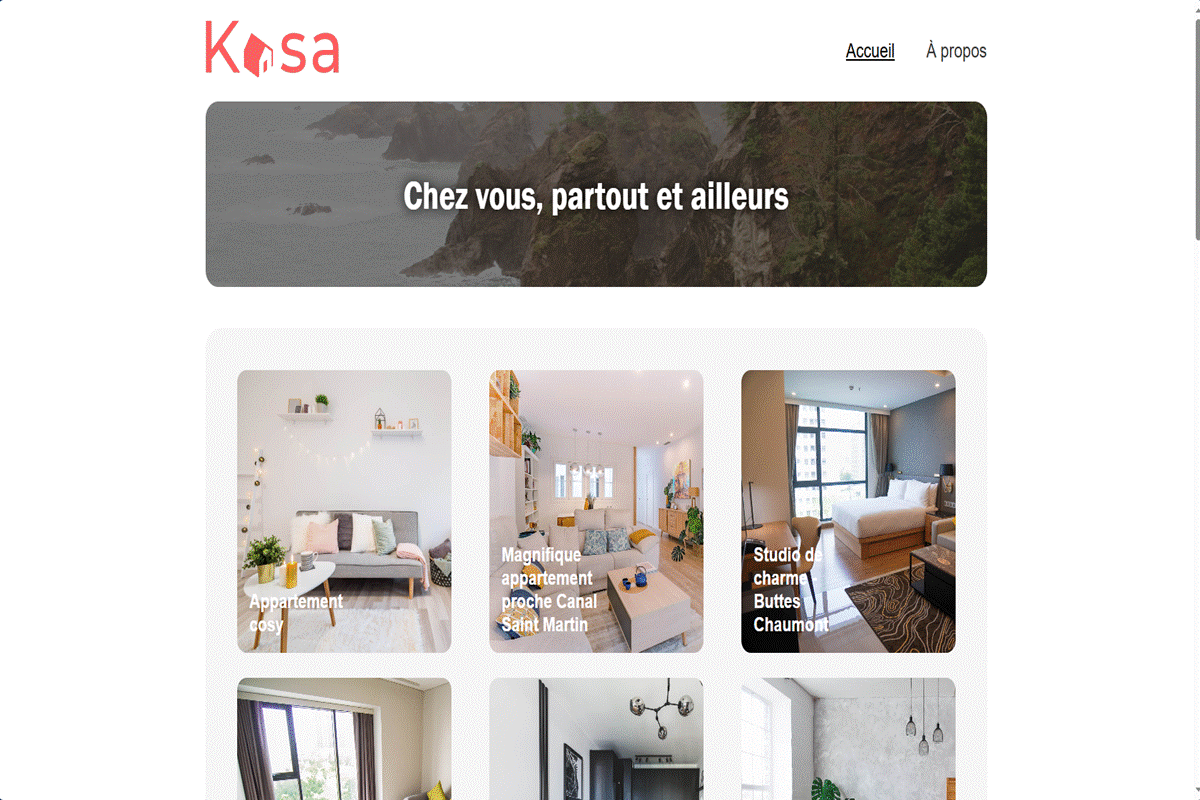 Kasa
Accueil
À propos
Chez vous, partout et ailleurs
Appartement
cosy
Magnifique
appartement
proche Canal
Saint Martin
Studio de
charme -
Buttes
Chaumont